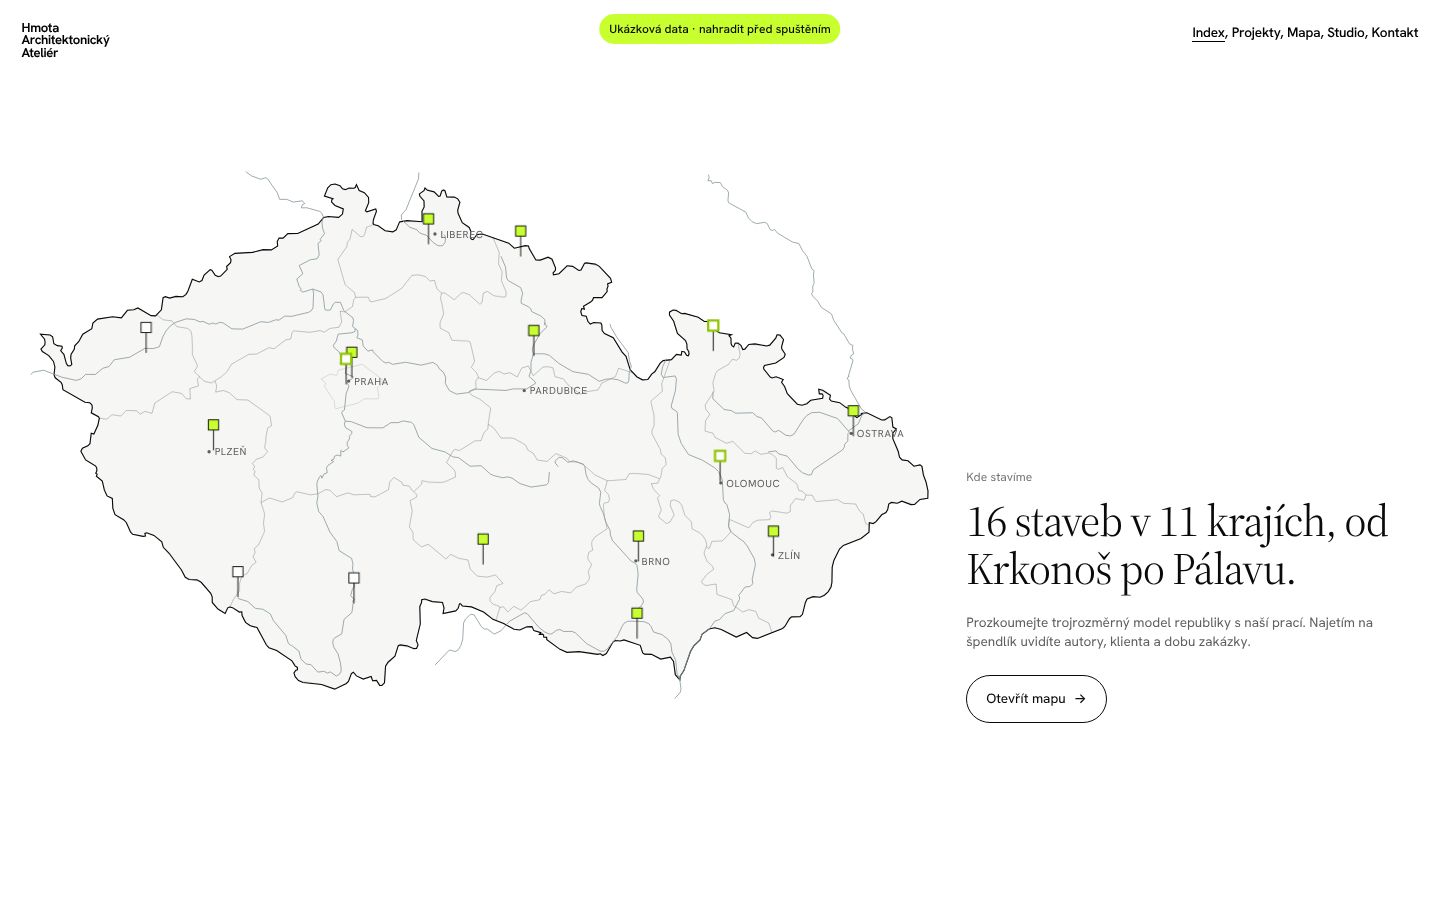 Hmota
Architektonický
Ateliér
Ukázková data · nahradit před spuštěním
Index, Projekty, Mapa, Studio, Kontakt
LIBEREC
PRAHA
PARDUBICE
PLZEŇ
OSTRAVA
OLOMOUC
BRNO
ZLÍN
Kde stavíme
16 staveb v 11 krajích, od
Krkonoš po Pálavu.
Prozkoumejte trojrozměrný model republiky s naší prací. Najetím na
špendlík uvidíte autory, klienta a dobu zakázky.
Otevřít mapu →